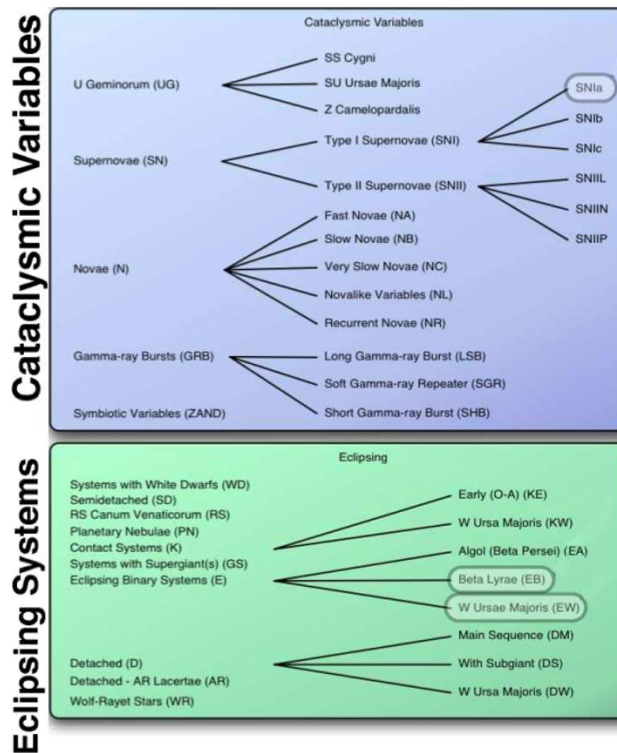 Cataclysmic Variables
Cataclysmic Variables
U Geminorum (UG)
SS Cygni
SU Ursae Majoris
Z Camelopardalis
Supernovae (SN)
Type I Supernovae (SNI)
SNIa
SNIb
SNIc
Type II Supernovae (SNII)
SNIIL
SNIIN
SNIIP
Novae (N)
Fast Novae (NA)
Slow Novae (NB)
Very Slow Novae (NC)
Novalike Variables (NL)
Recurrent Novae (NR)
Gamma-ray Bursts (GRB)
Long Gamma-ray Burst (LSB)
Soft Gamma-ray Repeater (SGR)
Short Gamma-ray Burst (SHB)
Symbiotic Variables (ZAND)
Eclipsing Systems
Eclipsing
Systems with White Dwarfs (WD)
Semidetached (SD)
RS Canum Venaticorum (RS)
Planetary Nebulae (PN)
Contact Systems (K)
Early (O-A) (KE)
W Ursa Majoris (KW)
Systems with Supergiant(s) (GS)
Eclipsing Binary Systems (E)
Algol (Beta Persei) (EA)
Beta Lyrae (EB)
W Ursae Majoris (EW)
Detached (D)
Main Sequence (DM)
With Subgiant (DS)
W Ursa Majoris (DW)
Detached - AR Lacertae (AR)
Wolf-Rayet Stars (WR)